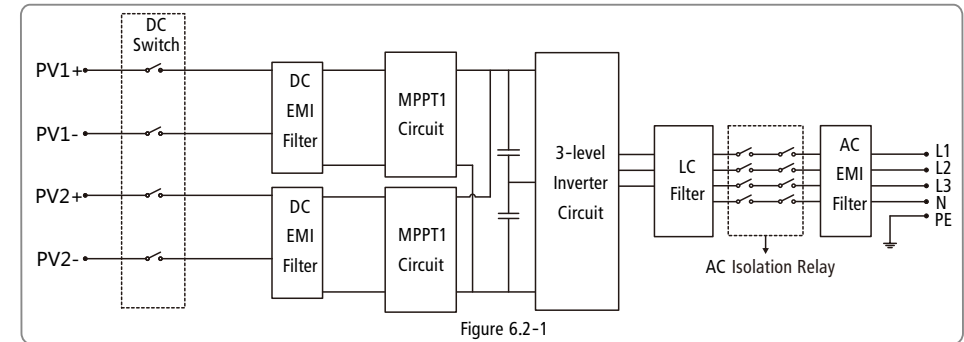 DC
Switch
PV1+
PV1-
PV2+
PV2-
DC
EMI
Filter
MPPT1
Circuit
DC
EMI
Filter
MPPT1
Circuit
3-level
Inverter
Circuit
LC
Filter
AC
EMI
Filter
L1
L2
L3
N
PE
AC Isolation Relay
Figure 6.2-1